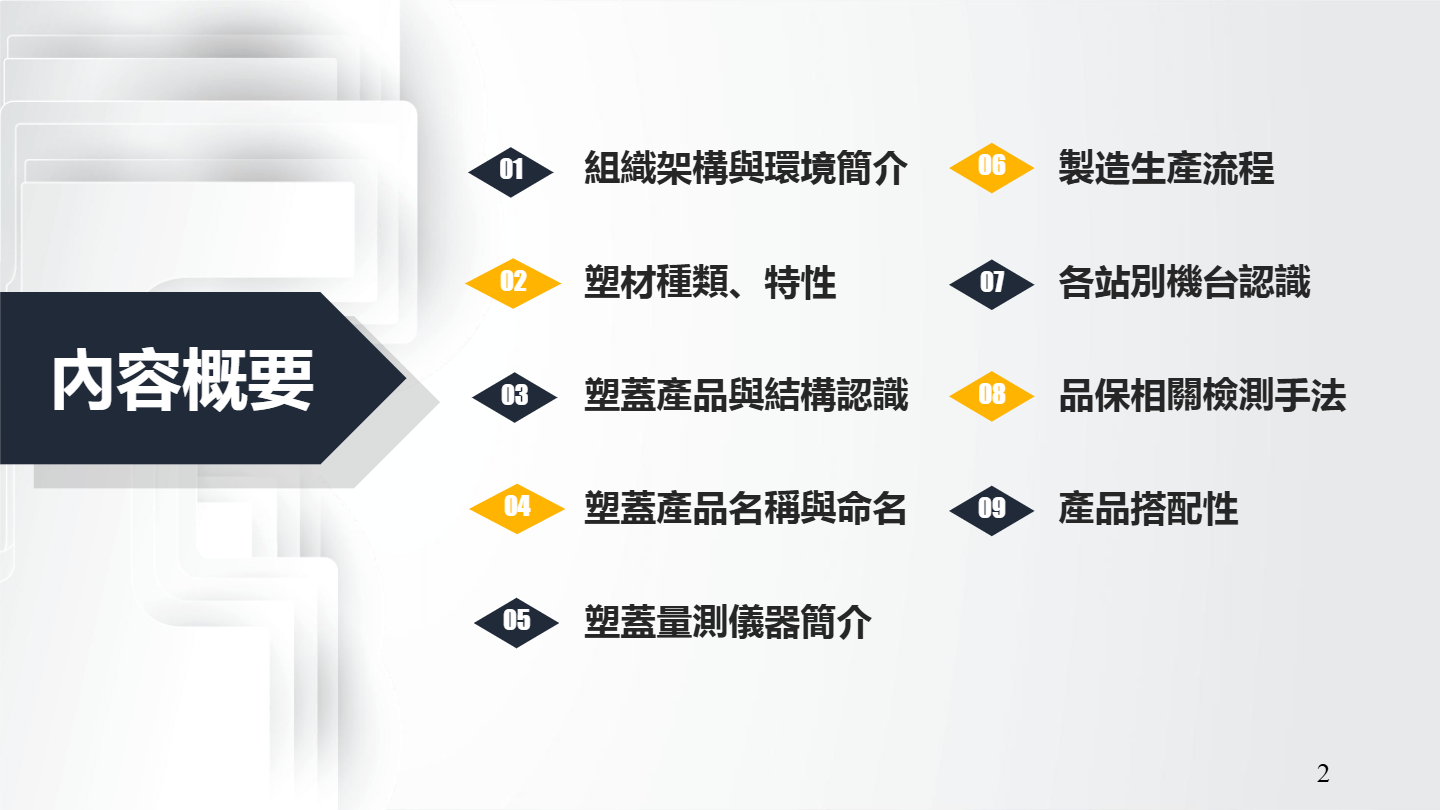 內容概要
01 組織架構與環境簡介
02 塑材種類、特性
03 塑蓋產品與結構認識
04 塑蓋產品名稱與命名
05 塑蓋量測儀器簡介
06 製造生產流程
07 各站別機台認識
08 品保相關檢測手法
09 產品搭配性
2